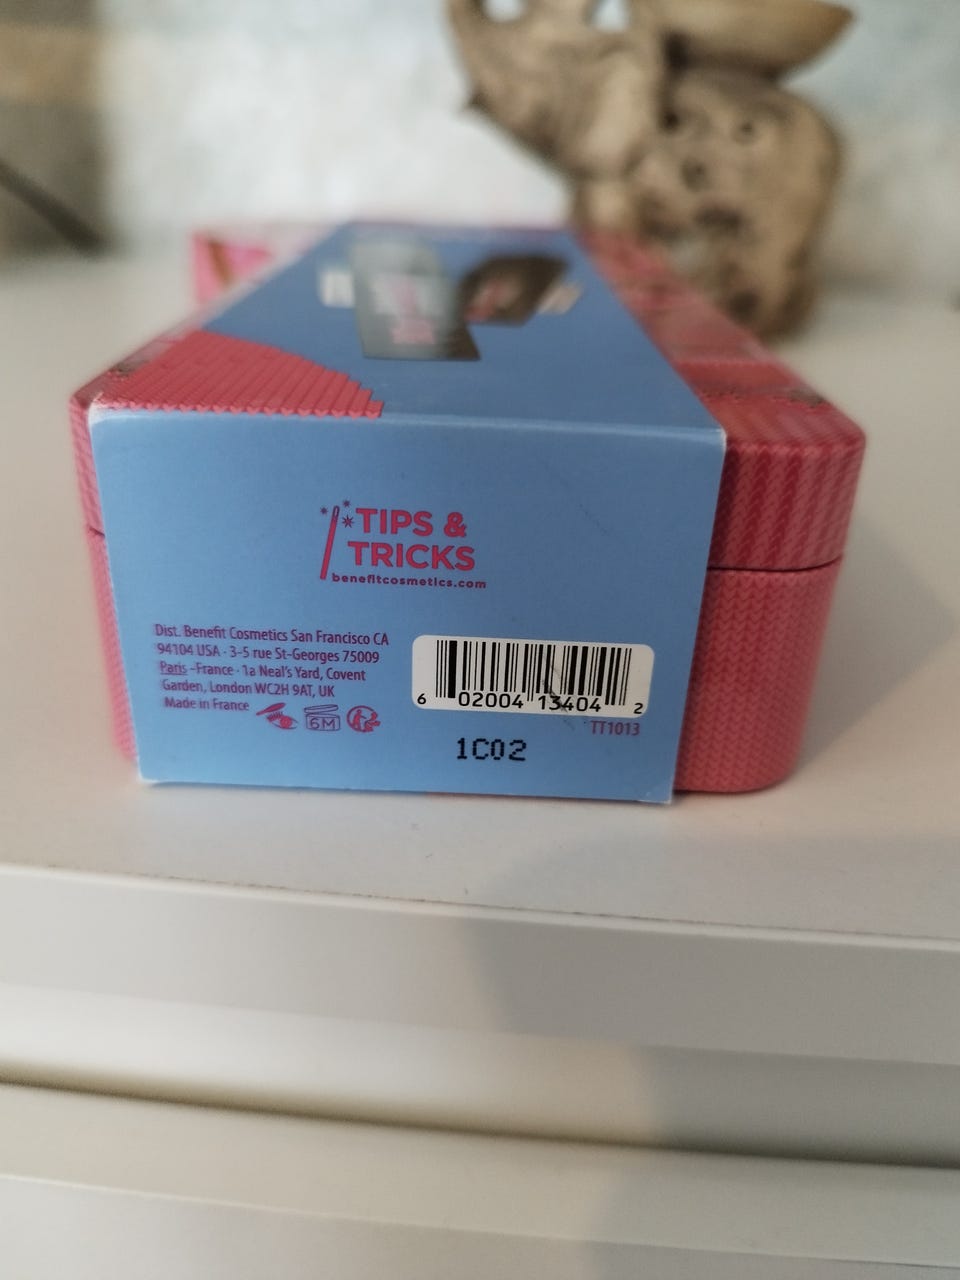 TIPS &
TRICKS
benefitcosmetics.com
Dist. Benefit Cosmetics San Francisco CA
94104 USA · 3-5 rue St-Georges 75009
Paris -France · 1a Neal's Yard, Covent
Garden, London WC2H 9AT, UK
Made in France
6M
6 02004 13404 2
TT1013
1C02